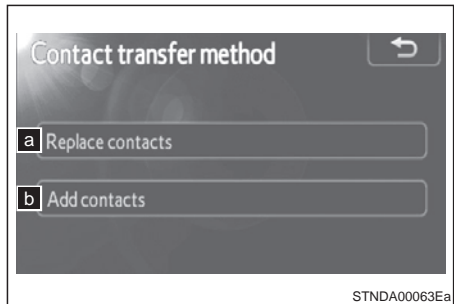 Contact transfer method
a Replace contacts
b Add contacts
STNDA00063Ea